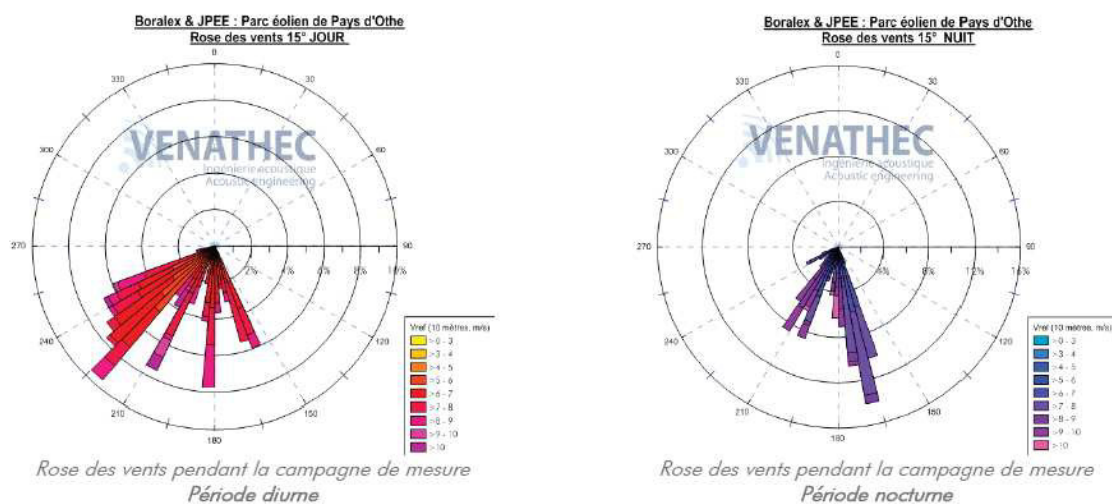 Boralex & JPEE : Parc éolien de Pays d'Othe
Rose des vents 15° JOUR
0
30
60
90
120
150
180
210
240
270
300
330
2%
4%
6%
8%
10%
VENATHEC
Ingénierie acoustique
Acoustic engineering
Vref (10 mètres, m/s)
>0 - 3
>3 - 4
>4 - 5
>5 - 6
>6 - 7
>7 - 8
>8 - 9
>9 - 10
>10
Rose des vents pendant la campagne de mesure
Période diurne
Boralex & JPEE : Parc éolien de Pays d'Othe
Rose des vents 15° NUIT
0
30
60
90
120
150
180
210
240
270
300
330
4%
8%
12%
16%
VENATHEC
Ingénierie acoustique
Acoustic engineering
Vref (10 mètres, m/s)
>0 - 3
>3 - 4
>4 - 5
>5 - 6
>6 - 7
>7 - 8
>8 - 9
>9 - 10
>10
Rose des vents pendant la campagne de mesure
Période nocturne